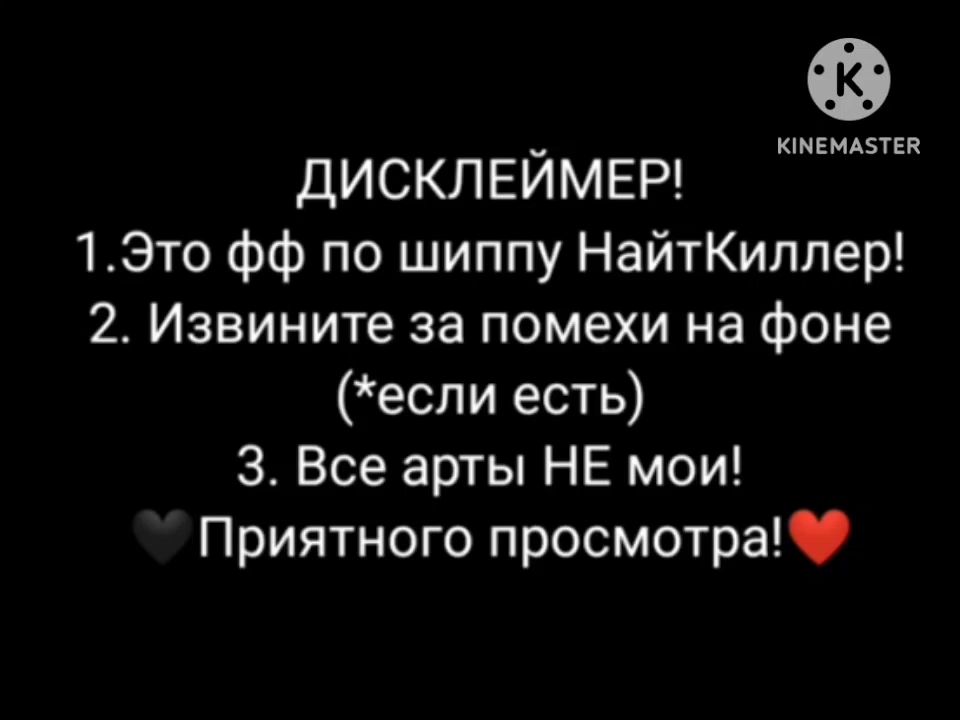 KINEMASTER
ДИСКЛЕЙМЕР!
1.Это фф по шиппу НайтКиллер!
2. Извините за помехи на фоне
(*если есть)
3. Все арты НЕ мои!
🖤Приятного просмотра!❤️